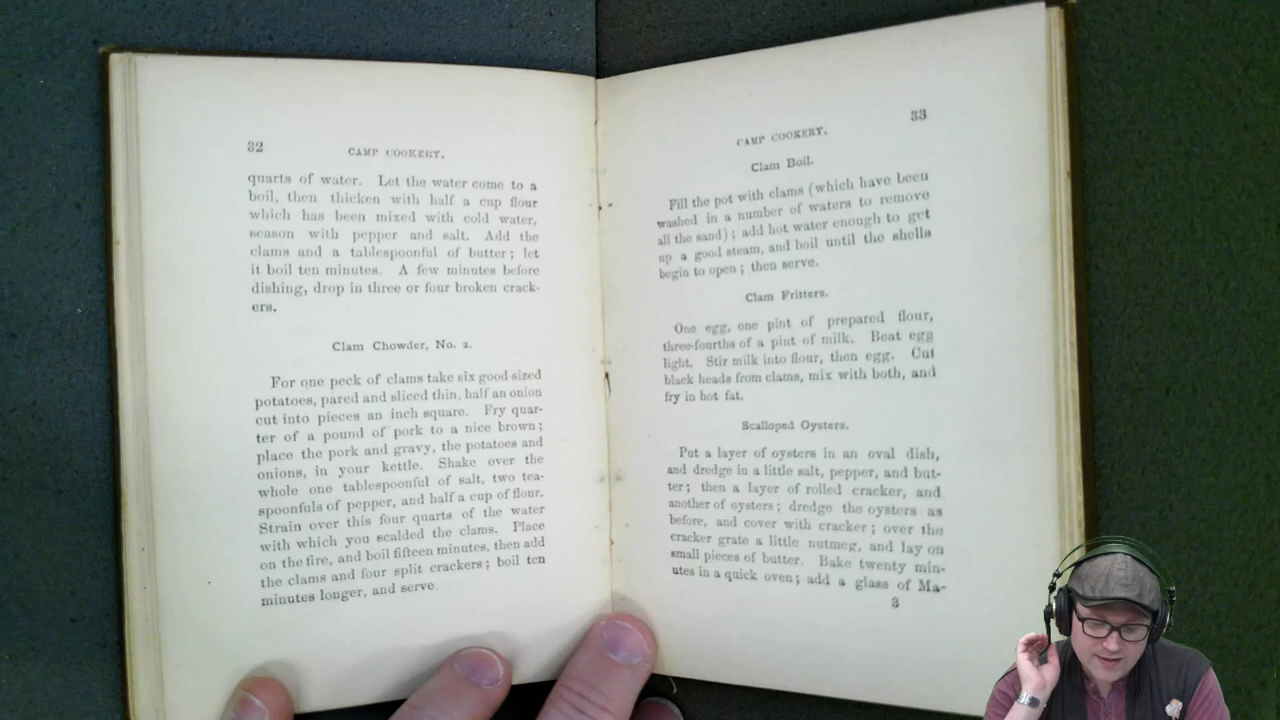 32
CAMP COOKERY.
quarts of water. Let the water come to a
boil, then thicken with half a cup flour
which has been mixed with cold water,
season with pepper and salt. Add the
clams and a tablespoonful of butter; let
it boil ten minutes. A few minutes before
dishing, drop in three or four broken crack-
ers.
Clam Chowder, No. 2.
For one peck of clams take six good-sized
potatoes, pared and sliced thin, half an onion
cut into pieces an inch square. Fry quar-
ter of a pound of pork to a nice brown;
place the pork and gravy, the potatoes and
onions, in your kettle. Shake over the
whole one tablespoonful of salt, two tea-
spoonfuls of pepper, and half a cup of flour.
Strain over this four quarts of the water
with which you scalded the clams. Place
on the fire, and boil fifteen minutes, then add
the clams and four split crackers; boil ten
minutes longer, and serve.
33
CAMP COOKERY.
Clam Boil.
Fill the pot with clams (which have been
washed in a number of waters to remove
all the sand); add hot water enough to get
up a good steam, and boil until the shells
begin to open; then serve.
Clam Fritters.
One egg, one pint of prepared flour,
three-fourths of a pint of milk. Beat egg
light. Stir milk into flour, then egg. Cut
black heads from clams, mix with both, and
fry in hot fat.
Scalloped Oysters.
Put a layer of oysters in an oval dish,
and dredge in a little salt, pepper, and but-
ter; then a layer of rolled cracker, and
another of oysters; dredge the oysters as
before, and cover with cracker; over the
cracker grate a little nutmeg, and lay on
small pieces of butter. Bake twenty min-
utes in a quick oven; add a glass of Ma-
3